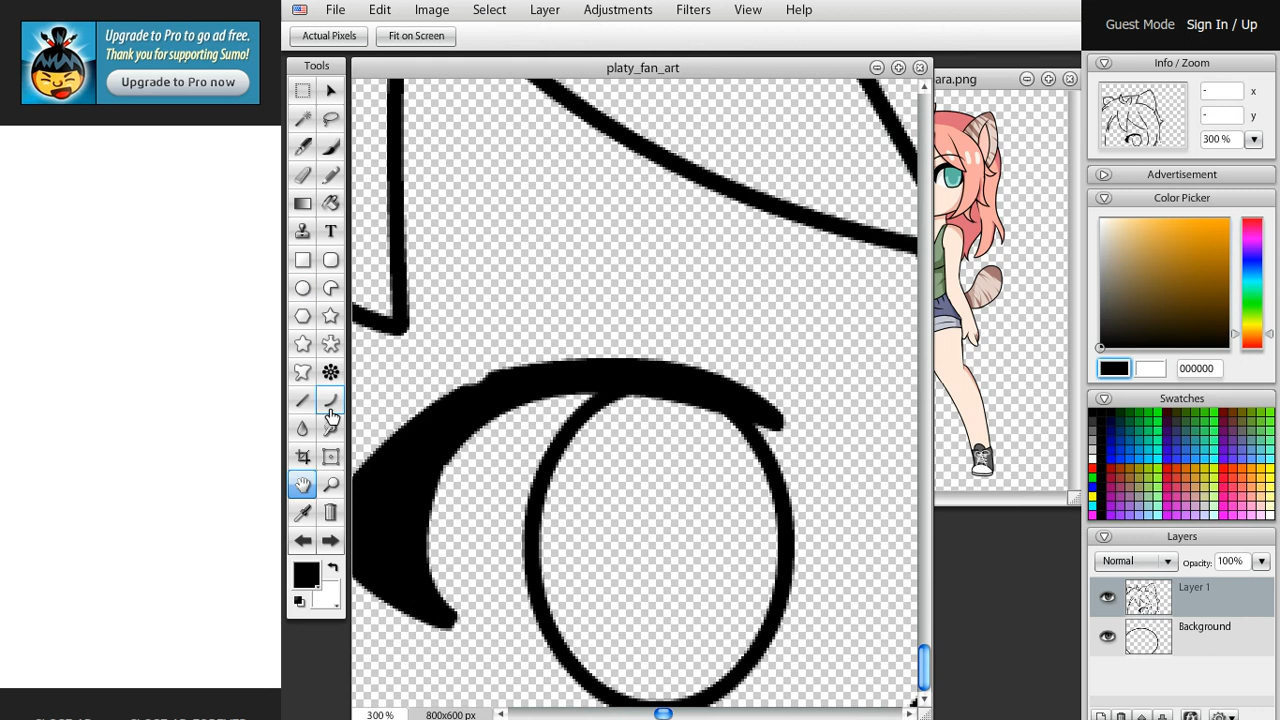 Upgrade to Pro to go ad free.
Thank you for supporting Sumo!
Upgrade to Pro now
File Edit Image Select Layer Adjustments Filters View Help
Guest Mode Sign In / Up
Actual Pixels Fit on Screen
Tools
platy_fan_art
ara.png
Info / Zoom
- x
- y
300 %
Advertisement
Color Picker
000000
Swatches
Layers
Normal Opacity: 100%
Layer 1
Background
T
300 % 800x600 px